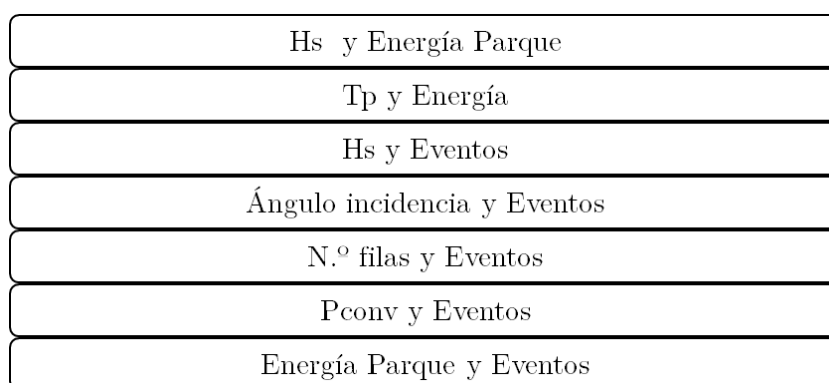 Hs y Energía Parque
Tp y Energía
Hs y Eventos
Ángulo incidencia y Eventos
N.º filas y Eventos
Pconv y Eventos
Energía Parque y Eventos